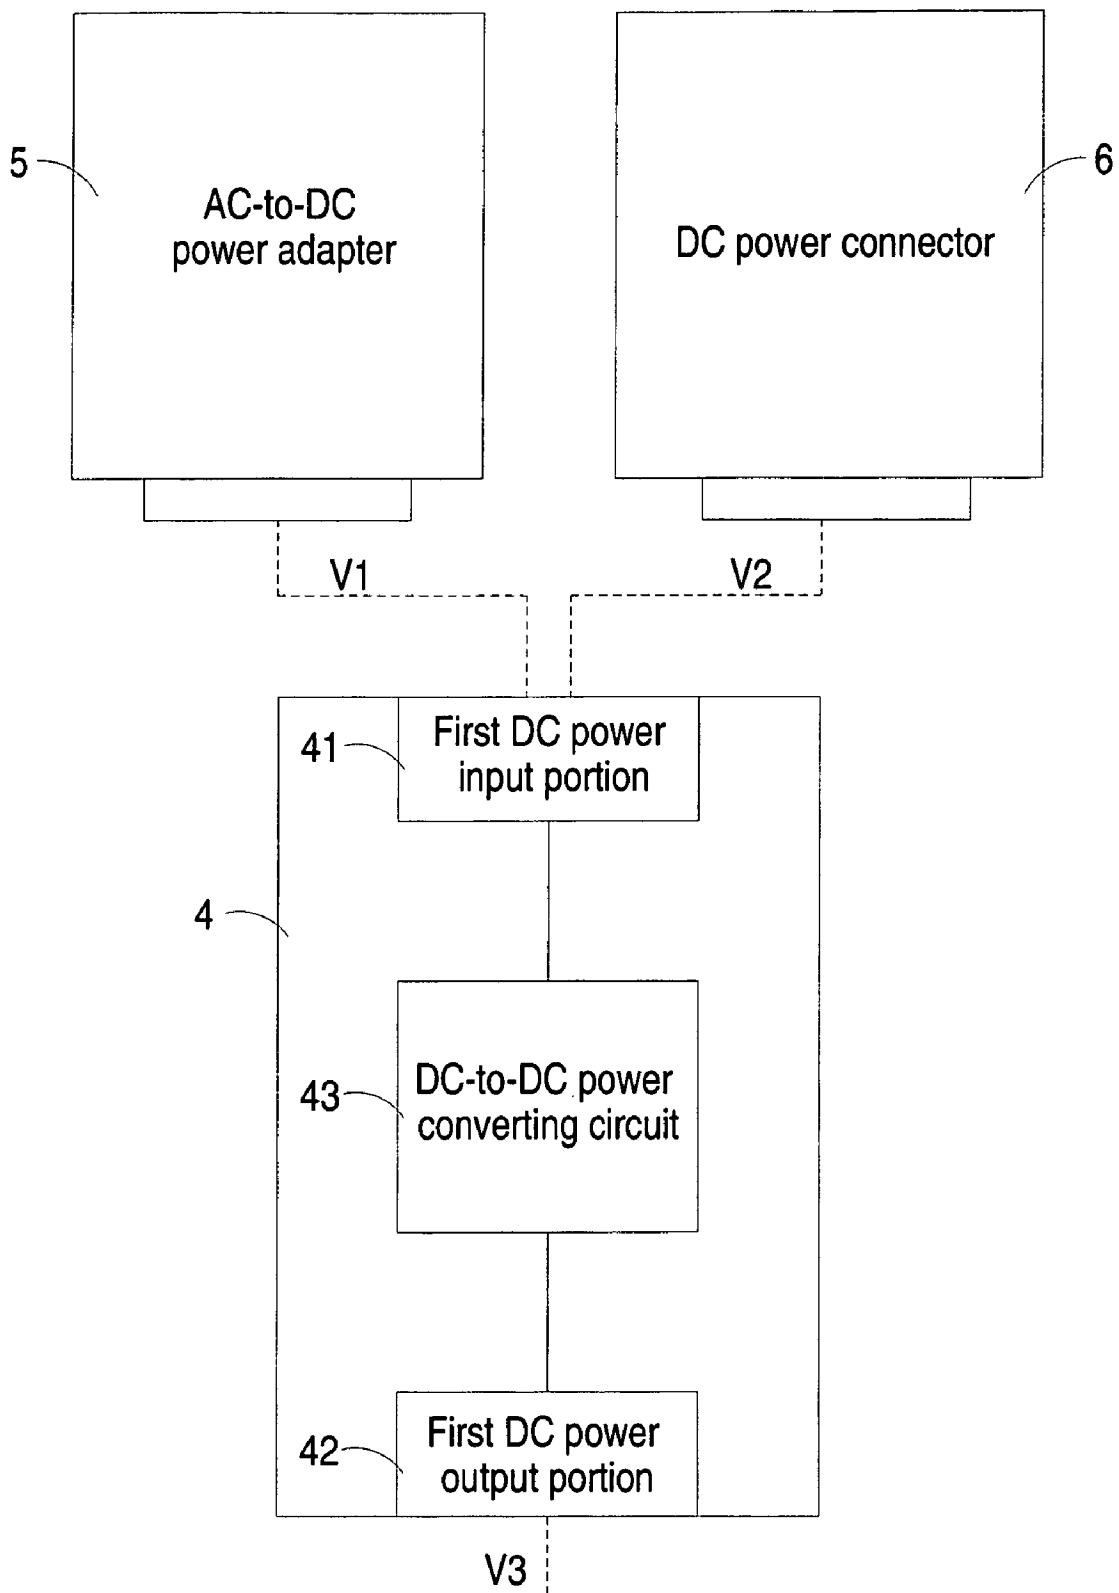 5
AC-to-DC
power adapter
6
DC power connector
V1
V2
41
First DC power
input portion
4
43
DC-to-DC power
converting circuit
42
First DC power
output portion
V3